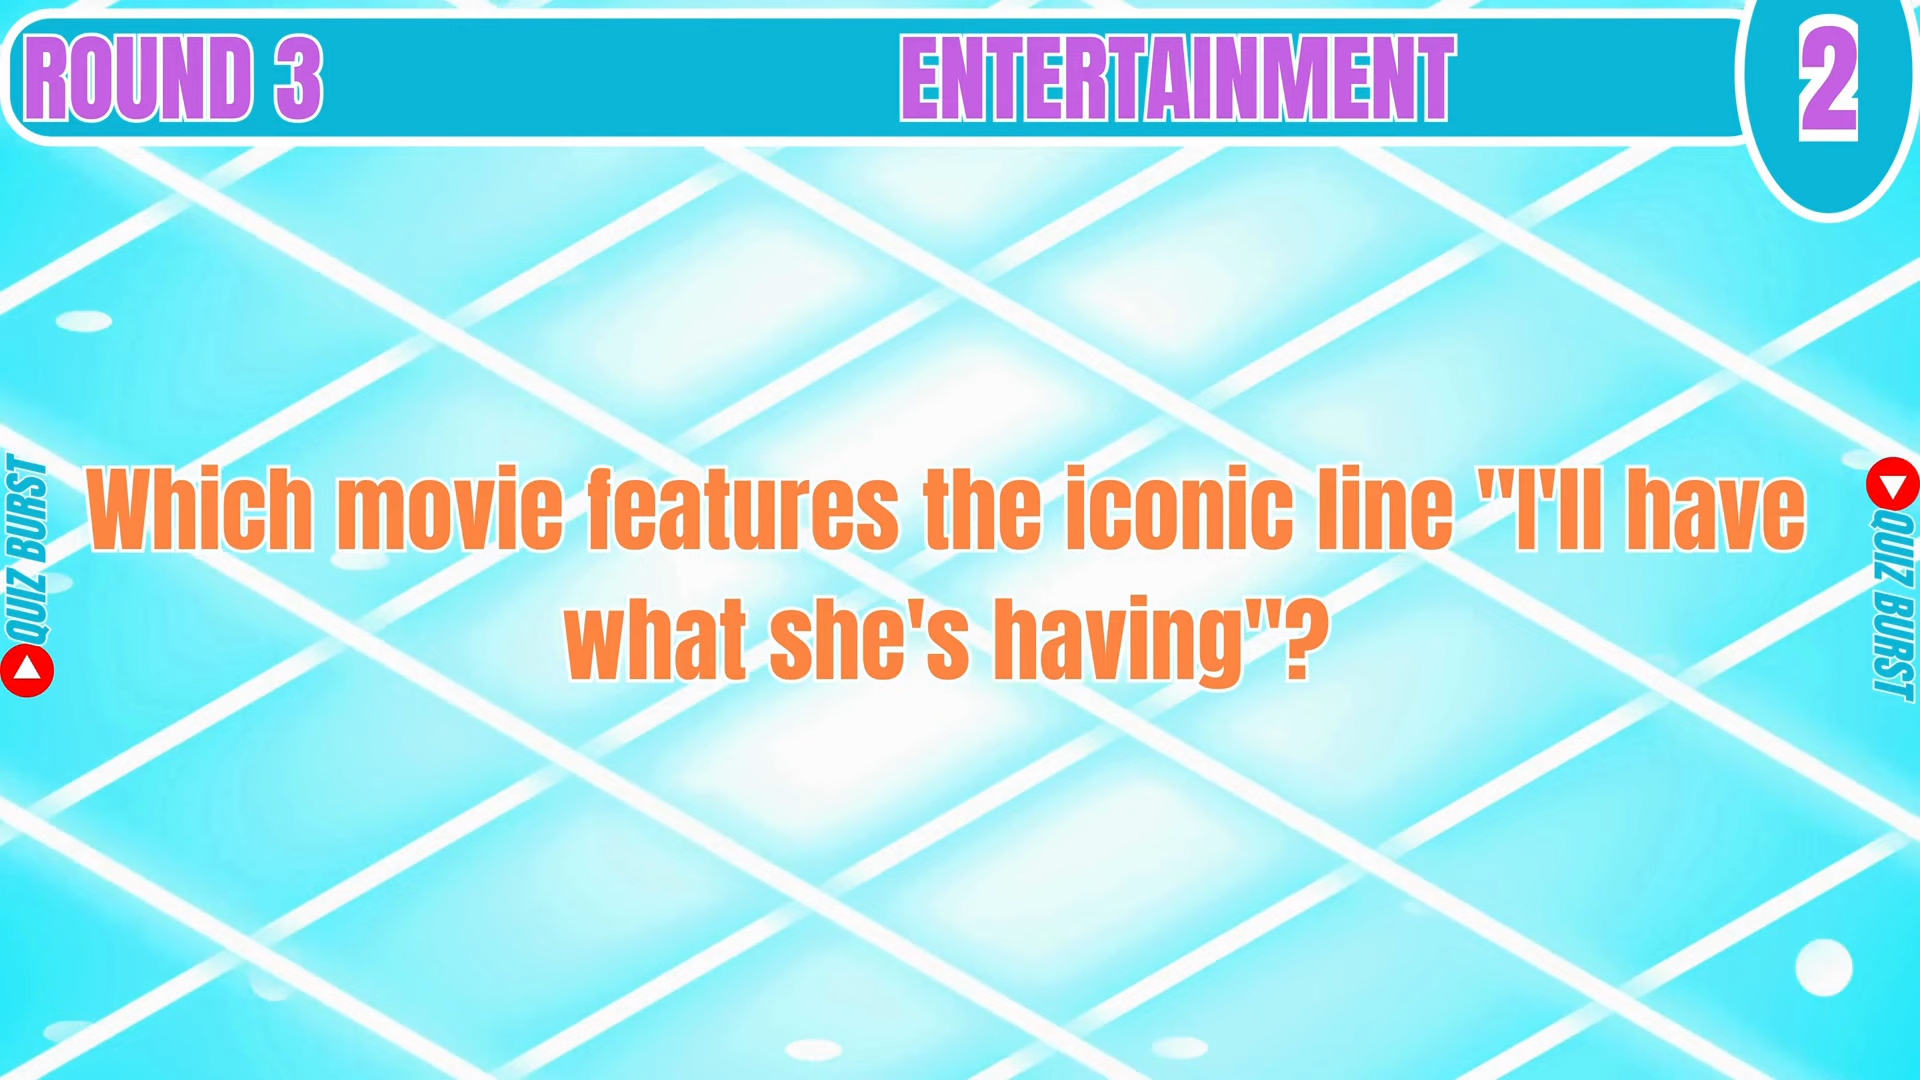 ROUND 3
ENTERTAINMENT
2
Which movie features the iconic line "I'll have
what she's having"?
QUIZ BURST
QUIZ BURST